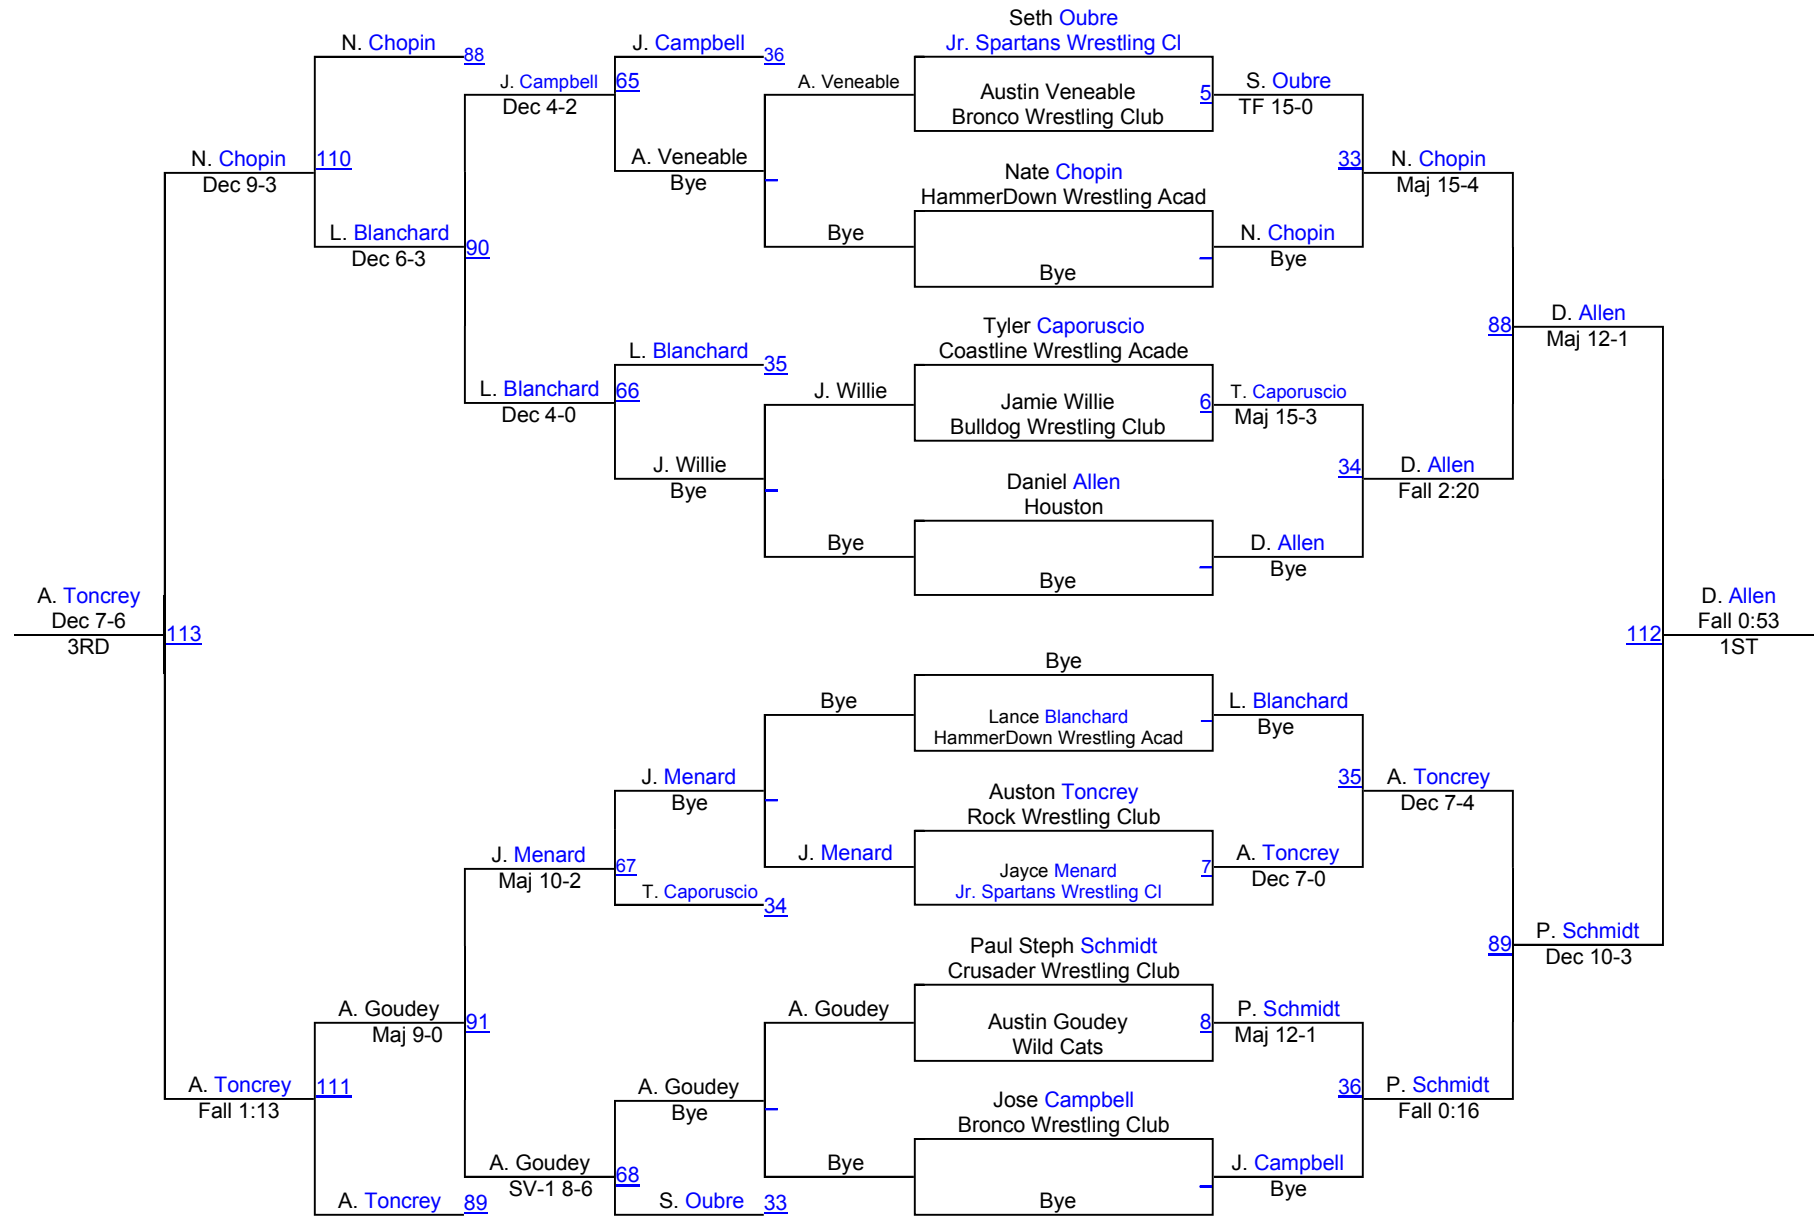 Seth Oubre
N. Chopin
J. Campbell
Jr. Spartans Wrestling Cl
88
36
J. Campbell
65
A. Veneable
Austin Veneable
5
S. Oubre
Dec 4-2
Bronco Wrestling Club
TF 15-0
N. Chopin
110
A. Veneable
Nate Chopin
33
N. Chopin
Dec 9-3
Bye
HammerDown Wrestling Acad
Maj 15-4
L. Blanchard
90
Bye
N. Chopin
Dec 6-3
Bye
Bye
Tyler Caporuscio
88
D. Allen
L. Blanchard
35
Coastline Wrestling Acade
Maj 12-1
L. Blanchard
66
J. Willie
Jamie Willie
6
T. Caporuscio
Dec 4-0
Bulldog Wrestling Club
Maj 15-3
J. Willie
Daniel Allen
34
D. Allen
Bye
Houston
Fall 2:20
Bye
D. Allen
Bye
Bye
A. Toncrey
D. Allen
Dec 7-6
113
112
Fall 0:53
3RD
1ST
Bye
Bye
Lance Blanchard
L. Blanchard
HammerDown Wrestling Acad
Bye
J. Menard
Auston Toncrey
35
A. Toncrey
Bye
Rock Wrestling Club
Dec 7-4
J. Menard
67
J. Menard
Jayce Menard
7
A. Toncrey
Maj 10-2
T. Caporuscio
34
Jr. Spartans Wrestling Cl
Dec 7-0
Paul Steph Schmidt
89
P. Schmidt
Crusader Wrestling Club
Dec 10-3
A. Goudey
91
A. Goudey
Austin Goudey
8
P. Schmidt
Maj 9-0
Wild Cats
Maj 12-1
A. Toncrey
111
A. Goudey
Jose Campbell
36
P. Schmidt
Fall 1:13
Bye
Bronco Wrestling Club
Fall 0:16
A. Goudey
68
Bye
J. Campbell
SV-1 8-6
Bye
A. Toncrey
89
S. Oubre
33
Bye